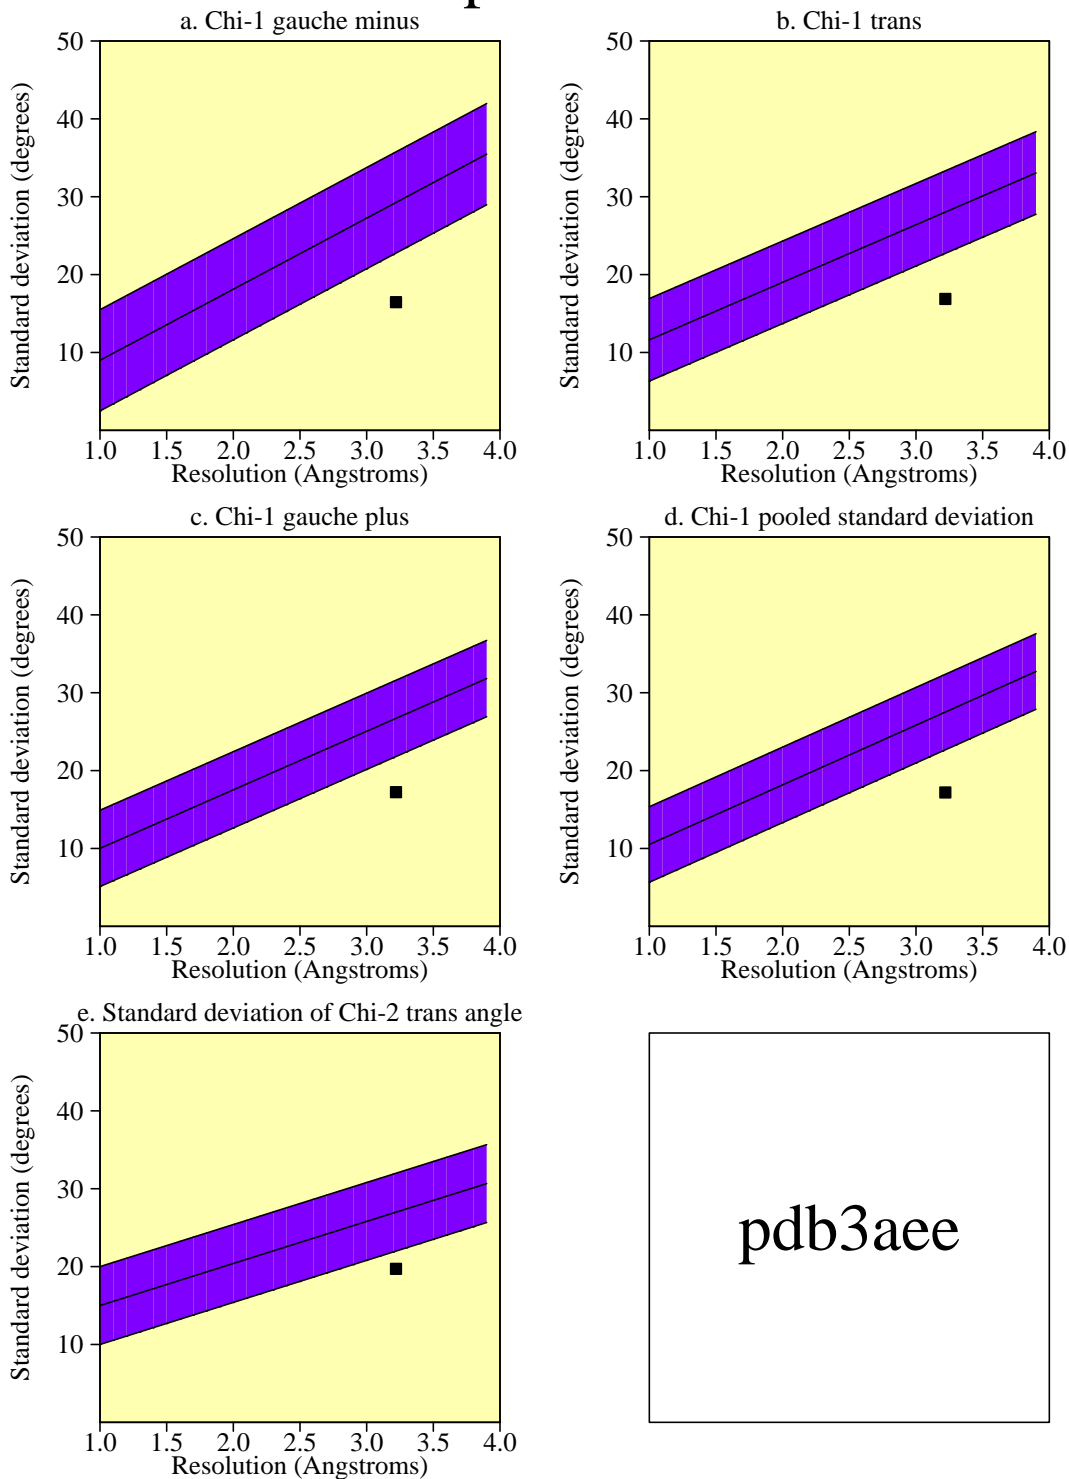 a. Chi-1 gauche minus
50
40
30
20
10
Standard deviation (degrees)
1.0 1.5 2.0 2.5 3.0 3.5 4.0
Resolution (Angstroms)
b. Chi-1 trans
50
40
30
20
10
Standard deviation (degrees)
1.0 1.5 2.0 2.5 3.0 3.5 4.0
Resolution (Angstroms)
c. Chi-1 gauche plus
50
40
30
20
10
Standard deviation (degrees)
1.0 1.5 2.0 2.5 3.0 3.5 4.0
Resolution (Angstroms)
d. Chi-1 pooled standard deviation
50
40
30
20
10
Standard deviation (degrees)
1.0 1.5 2.0 2.5 3.0 3.5 4.0
Resolution (Angstroms)
e. Standard deviation of Chi-2 trans angle
50
40
30
20
10
Standard deviation (degrees)
1.0 1.5 2.0 2.5 3.0 3.5 4.0
Resolution (Angstroms)
pdb3aee